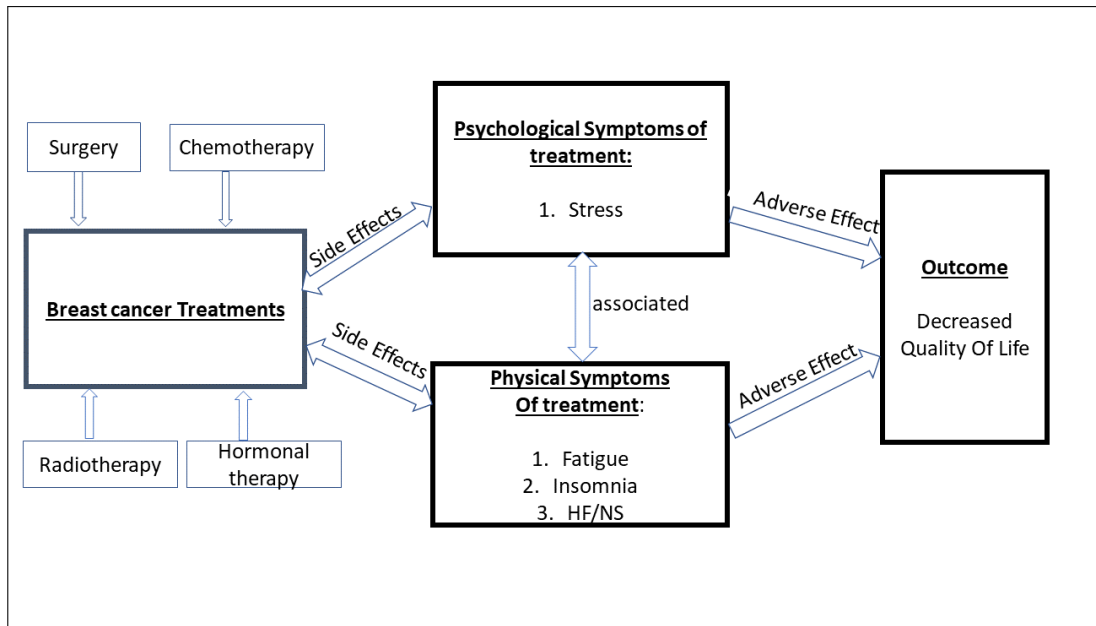 Surgery
Chemotherapy
Breast cancer Treatments
Radiotherapy
Hormonal
therapy
Side Effects
Side Effects
Psychological Symptoms of
treatment:
1. Stress
associated
Physical Symptoms
Of treatment:
1. Fatigue
2. Insomnia
3. HF/NS
Adverse Effect
Adverse Effect
Outcome
Decreased
Quality Of Life